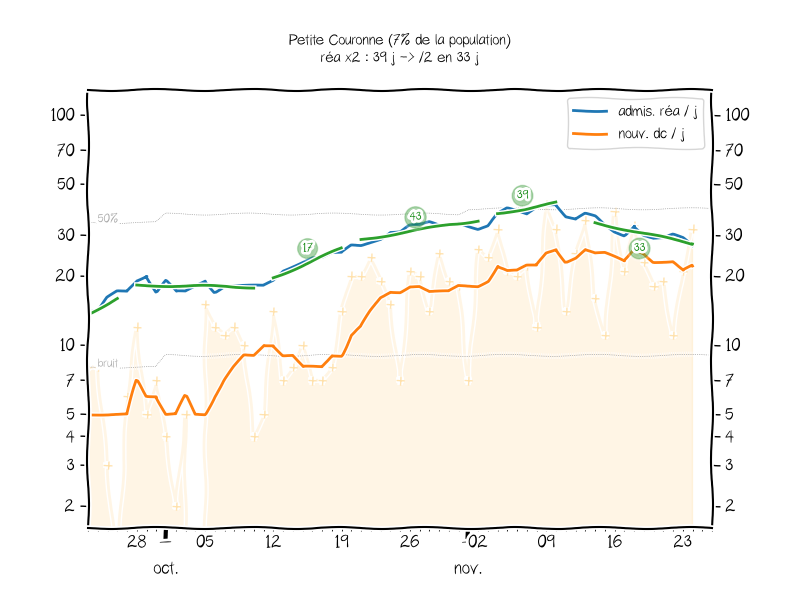 Petite Couronne (7% de la population)
réa x2 : 39 j -> /2 en 33 j
admis. réa / j
nouv. dc / j
100 100
70 70
50 50
50%
39
43
17
33
30 30
20 20
10 10
bruit
7 7
5 5
4 4
3 3
2 2
28 05 12 19 26 02 09 16 23
oct. nov.